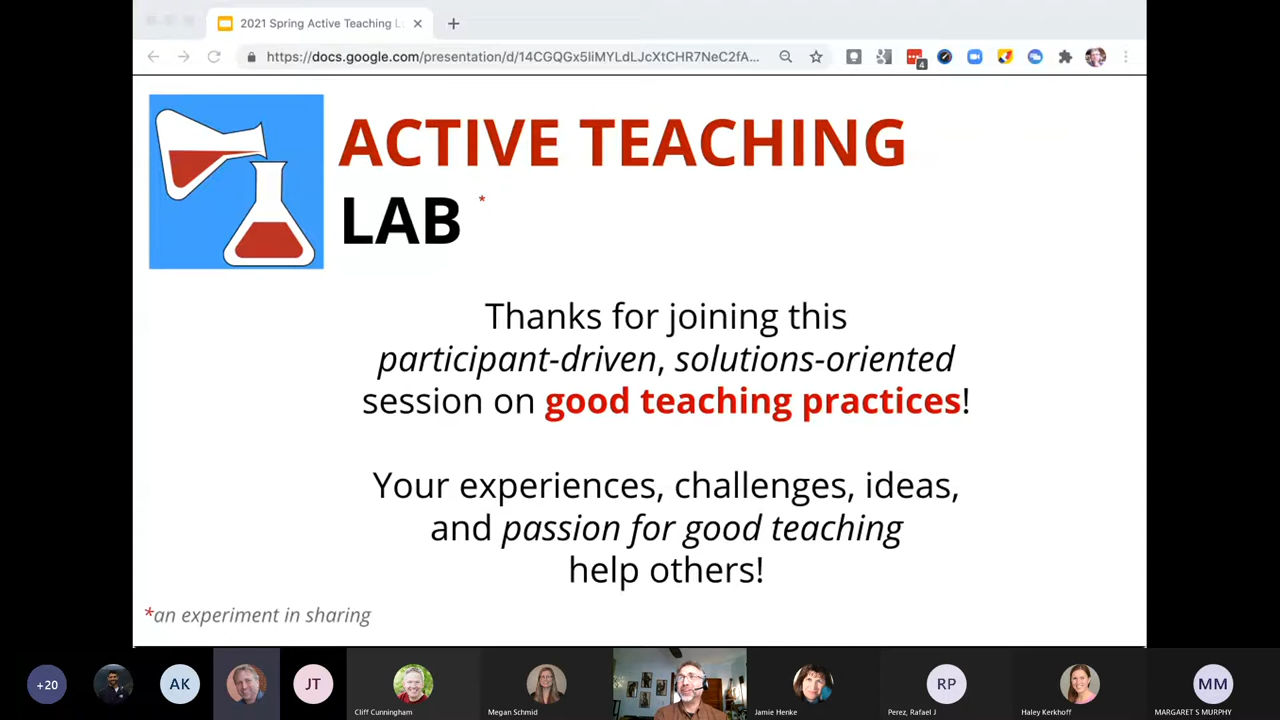 2021 Spring Active Teaching L
https://docs.google.com/presentation/d/14CGQGx5liMYLdLJcXtCHR7NeC2fA...
4
ACTIVE TEACHING
LAB *
Thanks for joining this
participant-driven, solutions-oriented
session on good teaching practices!
Your experiences, challenges, ideas,
and passion for good teaching
help others!
*an experiment in sharing
+20
AK
JT
Cliff Cunningham
Megan Schmid
Jamie Henke
RP
Perez, Rafael J
Haley Kerkhoff
MM
MARGARET S MURPHY